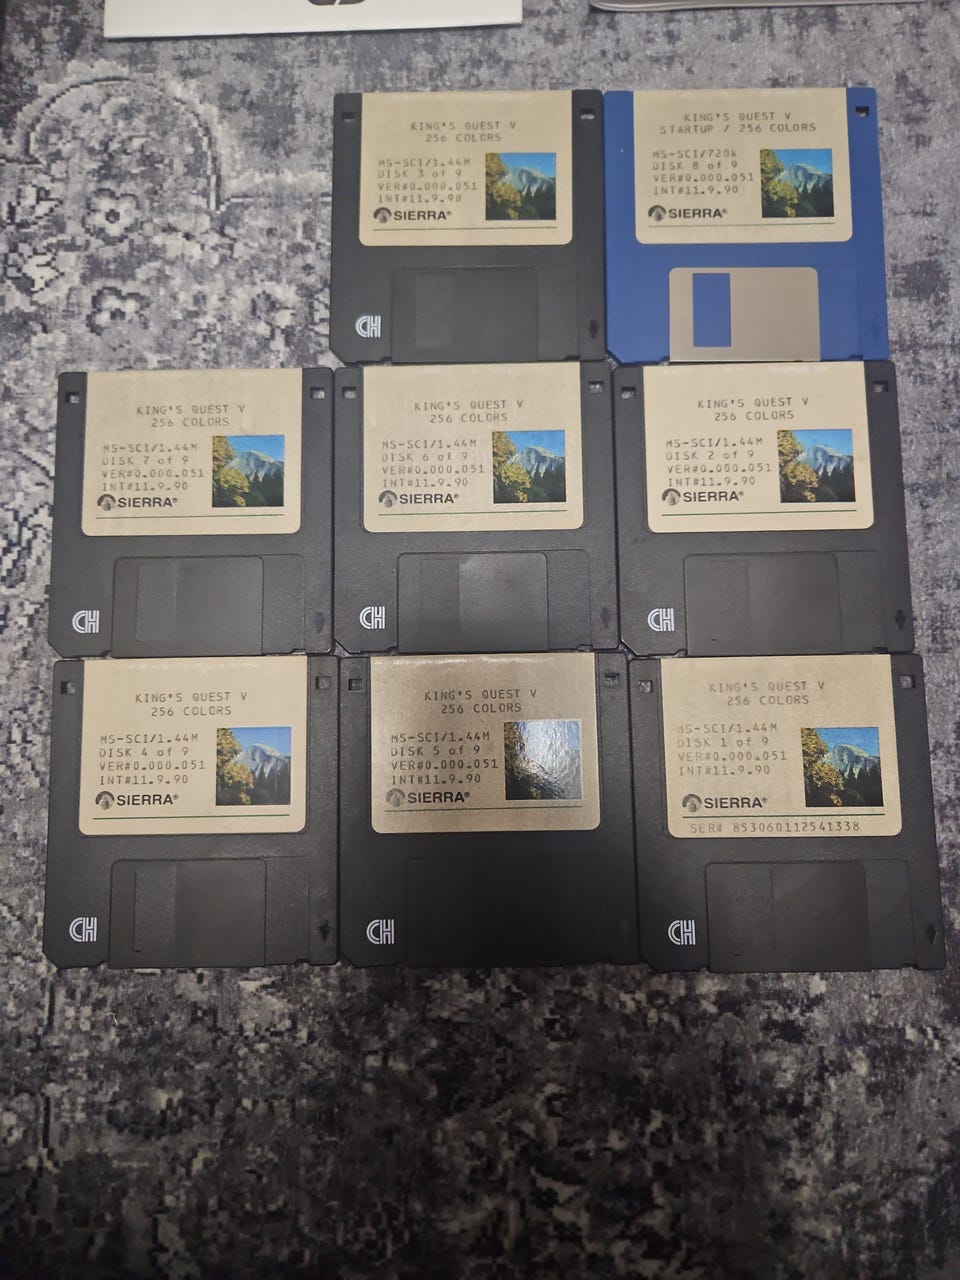 KING'S QUEST V
256 COLORS
MS-SCI/1.44M
DISK 3 of 9
VER#0.000.051
INT#11.9.90
SIERRA®
CH
KING'S QUEST V
STARTUP / 256 COLORS
MS-SCI/720k
DISK 8 of 9
VER#0.000.051
INT#11.9.90
SIERRA®
KING'S QUEST V
256 COLORS
MS-SCI/1.44M
DISK 7 of 9
VER#0.000.051
INT#11.9.90
SIERRA®
CH
KING'S QUEST V
256 COLORS
MS-SCI/1.44M
DISK 6 of 9
VER#0.000.051
INT#11.9.90
SIERRA®
CH
KING'S QUEST V
256 COLORS
MS-SCI/1.44M
DISK 2 of 9
VER#0.000.051
INT#11.9.90
SIERRA®
CH
KING'S QUEST V
256 COLORS
MS-SCI/1.44M
DISK 4 of 9
VER#0.000.051
INT#11.9.90
SIERRA®
CH
KING'S QUEST V
256 COLORS
MS-SCI/1.44M
DISK 5 of 9
VER#0.000.051
INT#11.9.90
SIERRA®
CH
KING'S QUEST V
256 COLORS
MS-SCI/1.44M
DISK 1 of 9
VER#0.000.051
INT#11.9.90
SIERRA®
SER# 853060112541338
CH